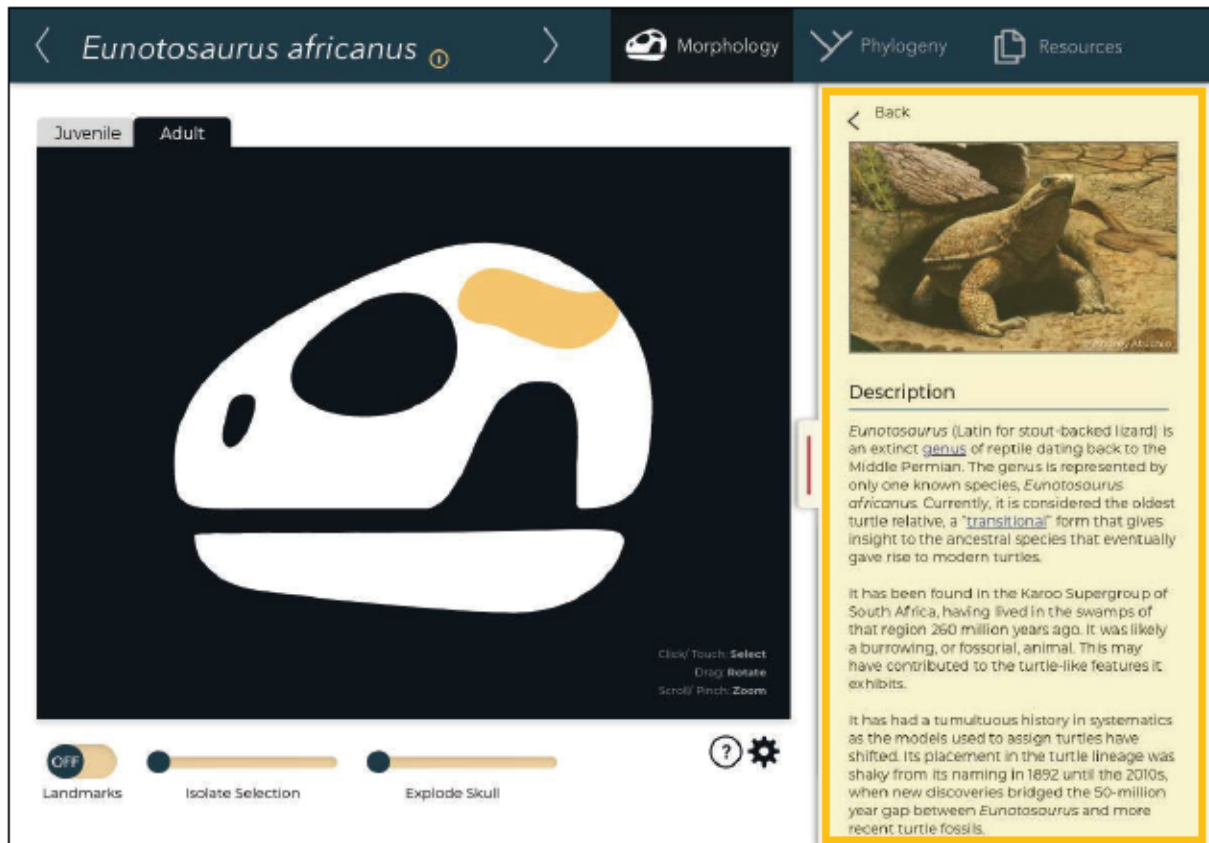 Eunotosaurus africanus
Morphology
Phylogeny
Resources
Juvenile
Adult
Click/ Touch: Select
Drag: Rotate
Scroll/ Pinch: Zoom
OFF
Landmarks
Isolate Selection
Explode Skull
?
Back
Description
Eunotosaurus (Latin for stout-backed lizard) is
an extinct genus of reptile dating back to the
Middle Permian. The genus is represented by
only one known species, Eunotosaurus
africanus. Currently, it is considered the oldest
turtle relative, a "transitional" form that gives
insight to the ancestral species that eventually
gave rise to modern turtles.
It has been found in the Karoo Supergroup of
South Africa, having lived in the swamps of
that region 260 million years ago. It was likely
a burrowing, or fossorial, animal. This may
have contributed to the turtle-like features it
exhibits.
It has had a tumultuous history in systematics
as the models used to assign turtles have
shifted. Its placement in the turtle lineage was
shaky from its naming in 1892 until the 2010s,
when new discoveries bridged the 50-million
year gap between Eunotosaurus and more
recent turtle fossils.